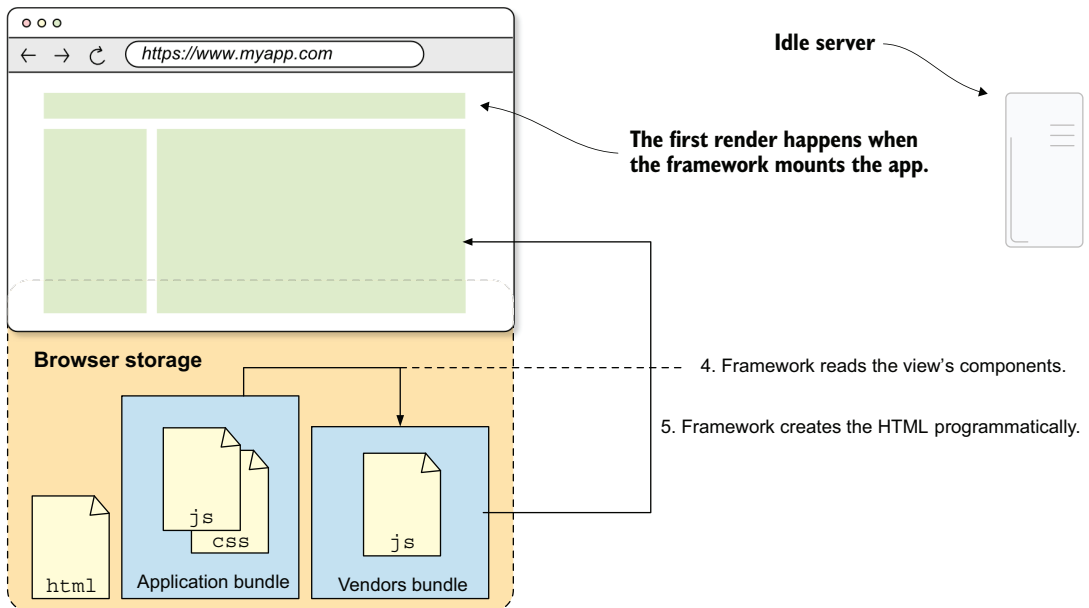 https://www.myapp.com
Idle server
The first render happens when
the framework mounts the app.
Browser storage
4. Framework reads the view’s components.
5. Framework creates the HTML programmatically.
js
css
js
html
Application bundle
Vendors bundle